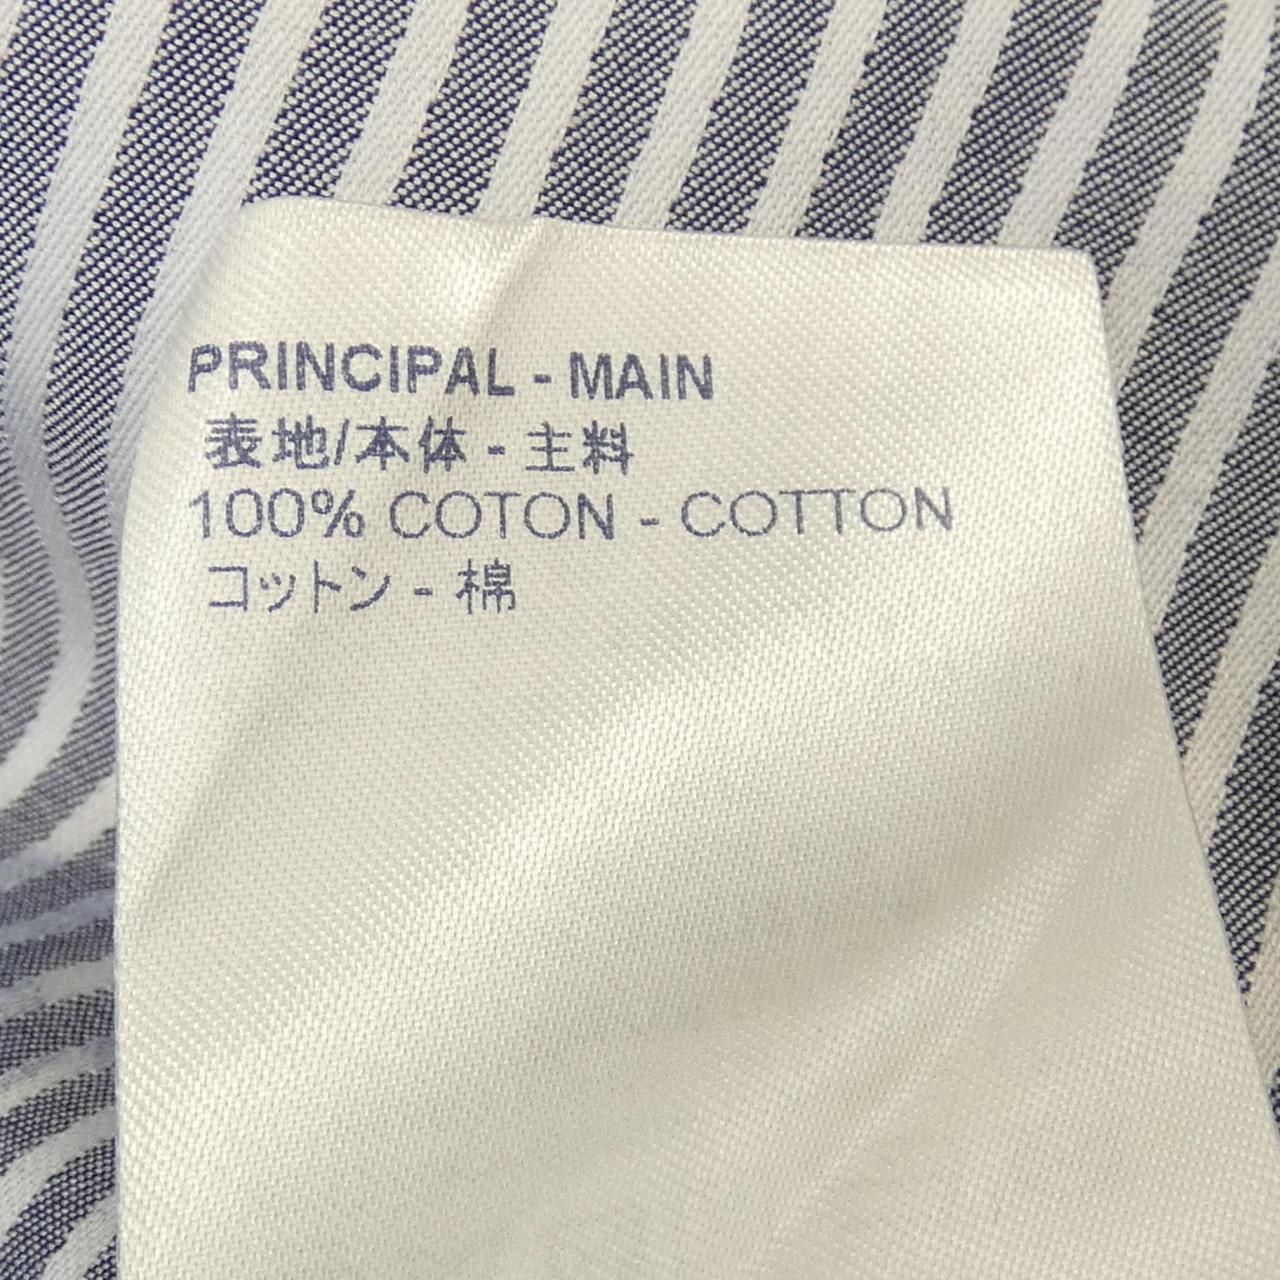 PRINCIPAL - MAIN
表地/本体 - 主料
100% COTON - COTTON
コットン - 棉